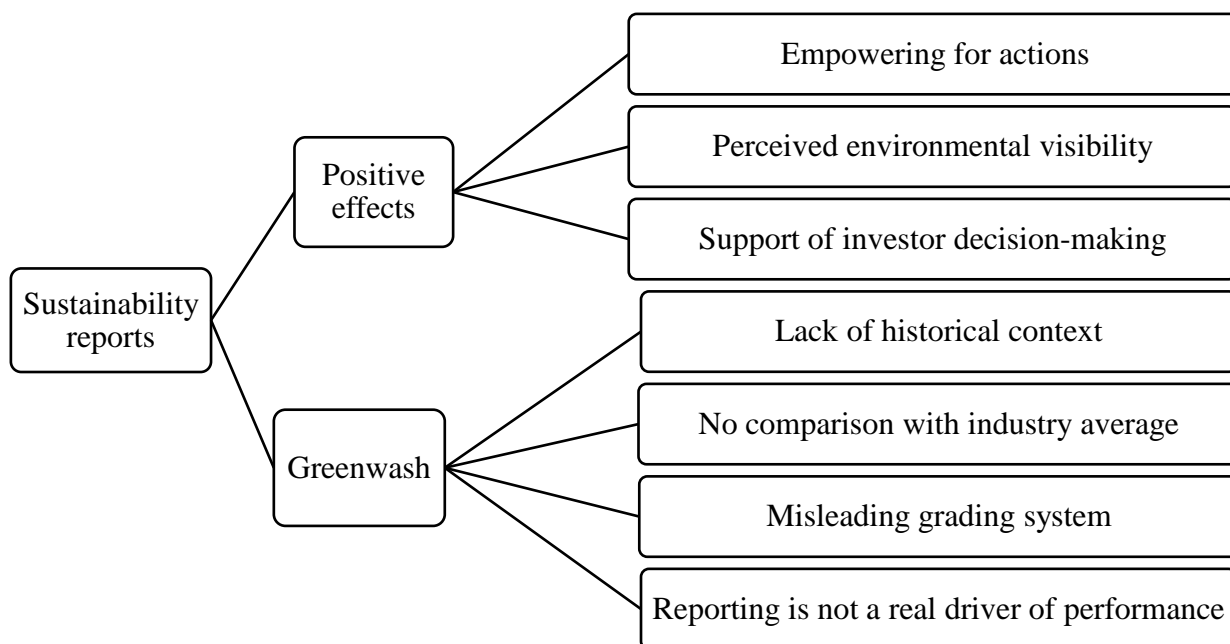 Sustainability
reports
Positive
effects
Empowering for actions
Perceived environmental visibility
Support of investor decision-making
Greenwash
Lack of historical context
No comparison with industry average
Misleading grading system
Reporting is not a real driver of performance